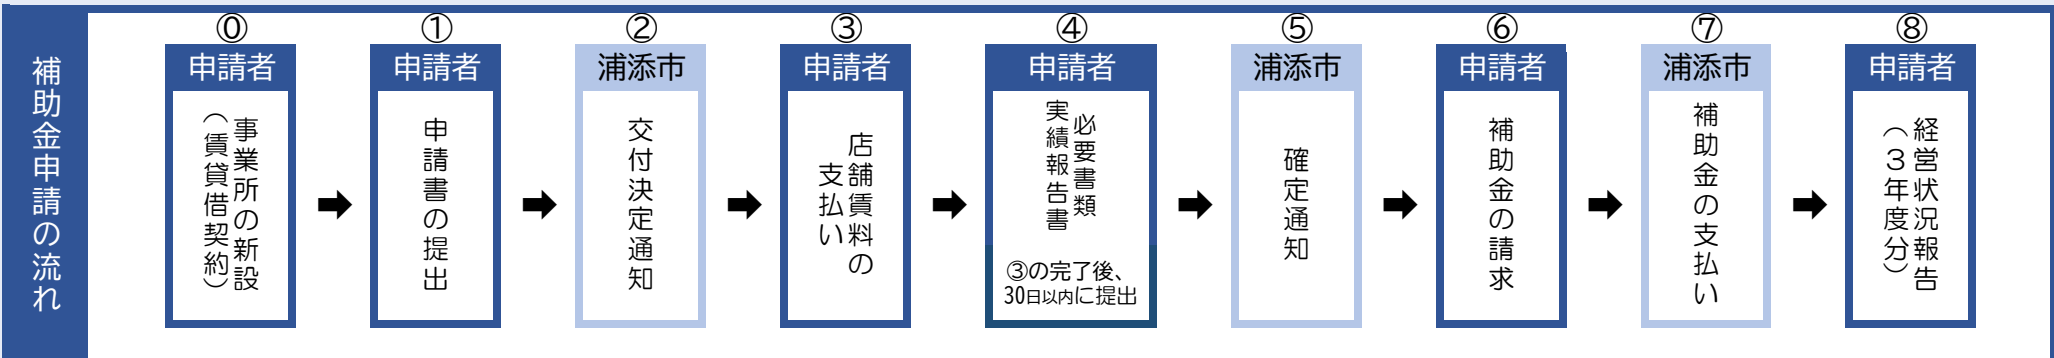 補助金申請の流れ
⓪
申請者
事業所の新設
（賃貸借契約）
①
申請者
申請書の提出
②
浦添市
交付決定通知
③
申請者
店舗賃料の
支払い
④
申請者
必要書類
実績報告書
③の完了後、
30日以内に提出
⑤
浦添市
確定通知
⑥
申請者
補助金の請求
⑦
浦添市
補助金の支払い
⑧
申請者
経営状況報告
（３年度分）